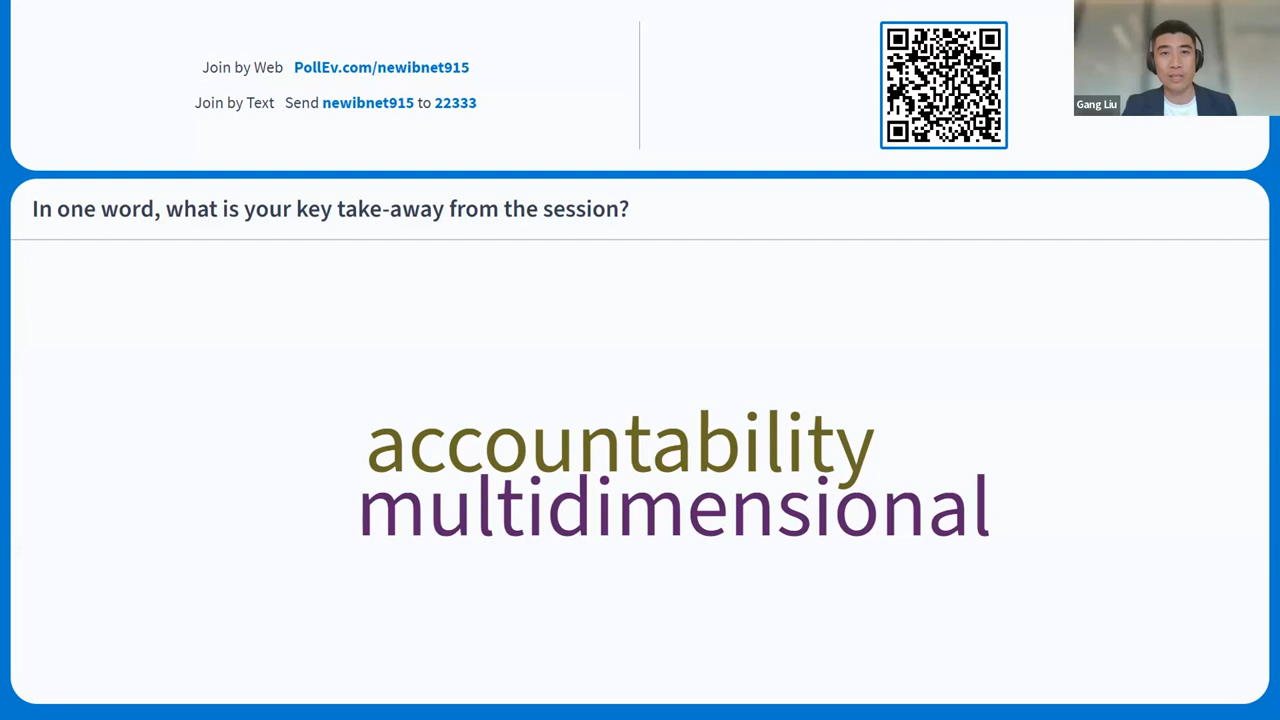 Join by Web PollEv.com/newibnet915
Join by Text Send newibnet915 to 22333
Gang Liu
In one word, what is your key take-away from the session?
accountability
multidimensional